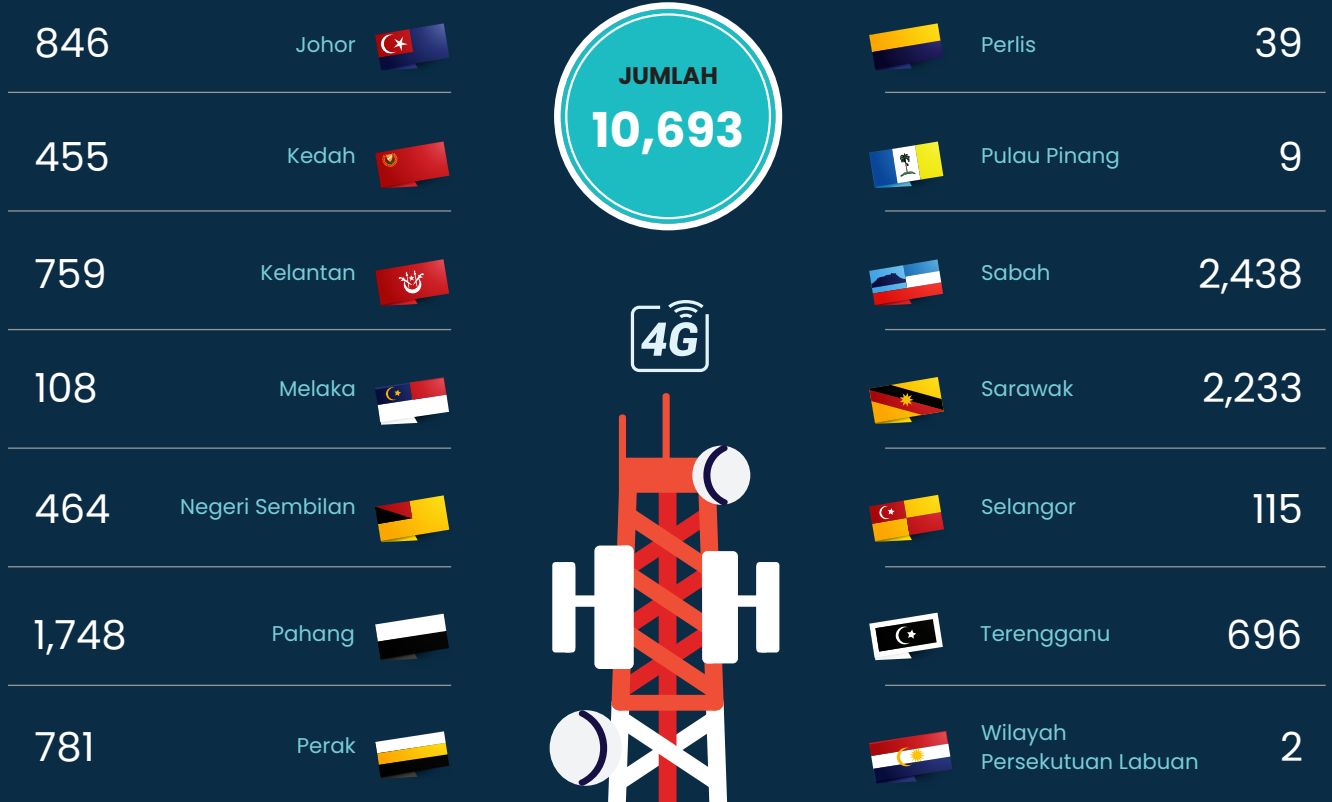 846 Johor
455 Kedah
759 Kelantan
108 Melaka
464 Negeri Sembilan
1,748 Pahang
781 Perak
JUMLAH
10,693
4G
Perlis 39
Pulau Pinang 9
Sabah 2,438
Sarawak 2,233
Selangor 115
Terengganu 696
Wilayah
Persekutuan Labuan 2